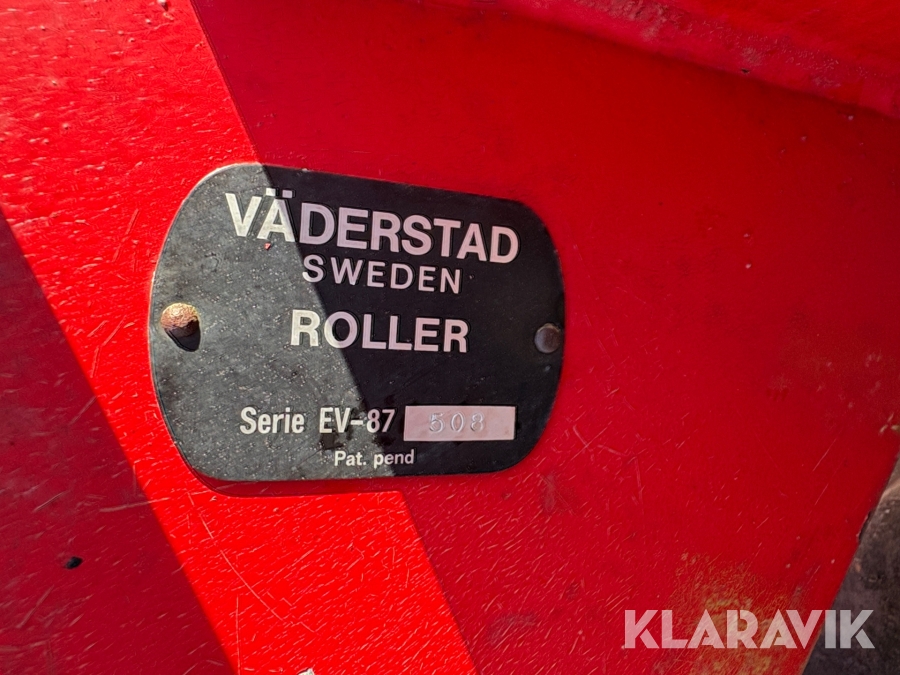 VÄDERSTAD
SWEDEN
ROLLER
Serie EV-87 508
Pat. pend
KLARAVIK